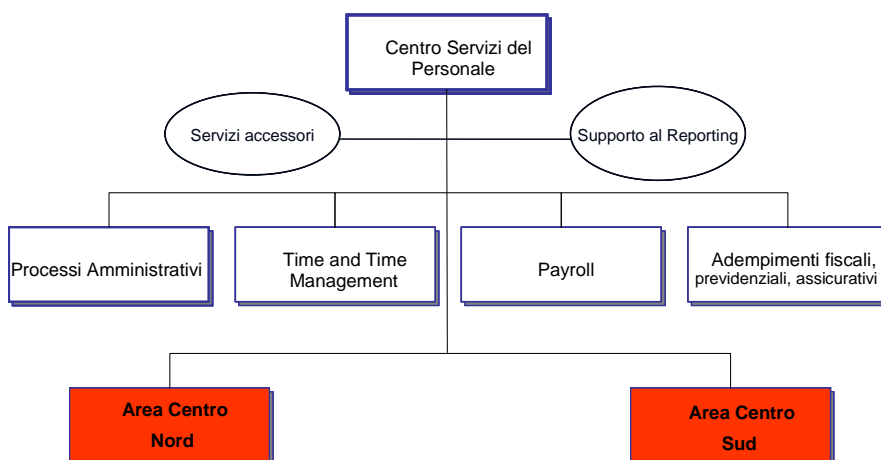 Centro Servizi del
Personale
Servizi accessori
Supporto al Reporting
Processi Amministrativi
Time and Time
Management
Payroll
Adempimenti fiscali,
previdenziali, assicurativi
Area Centro
Nord
Area Centro
Sud